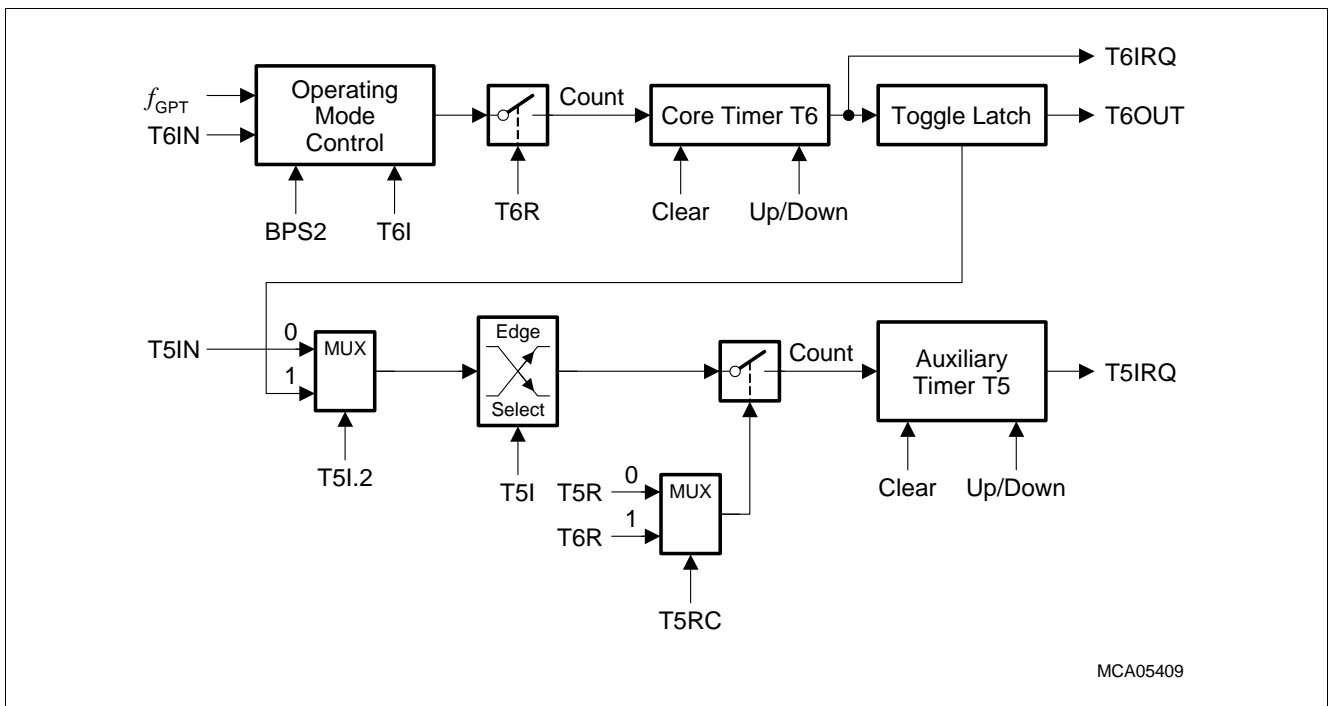 fGPT
T6IN
Operating
Mode
Control
BPS2
T6I
T6R
Count
Core Timer T6
Clear
Up/Down
Toggle Latch
T6IRQ
T6OUT
T5IN
0
1
MUX
T5I.2
Edge
Select
T5I
T5R
0
T6R
1
MUX
T5RC
Count
Auxiliary
Timer T5
Clear
Up/Down
T5IRQ
MCA05409